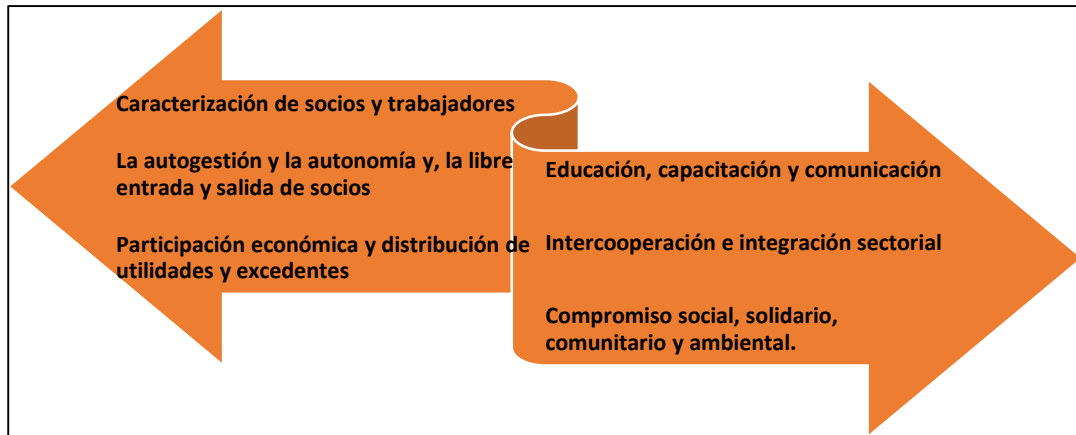 Caracterización de socios y trabajadores
La autogestión y la autonomía y, la libre
entrada y salida de socios
Participación económica y distribución de
utilidades y excedentes
Educación, capacitación y comunicación
Intercooperación e integración sectorial
Compromiso social, solidario,
comunitario y ambiental.